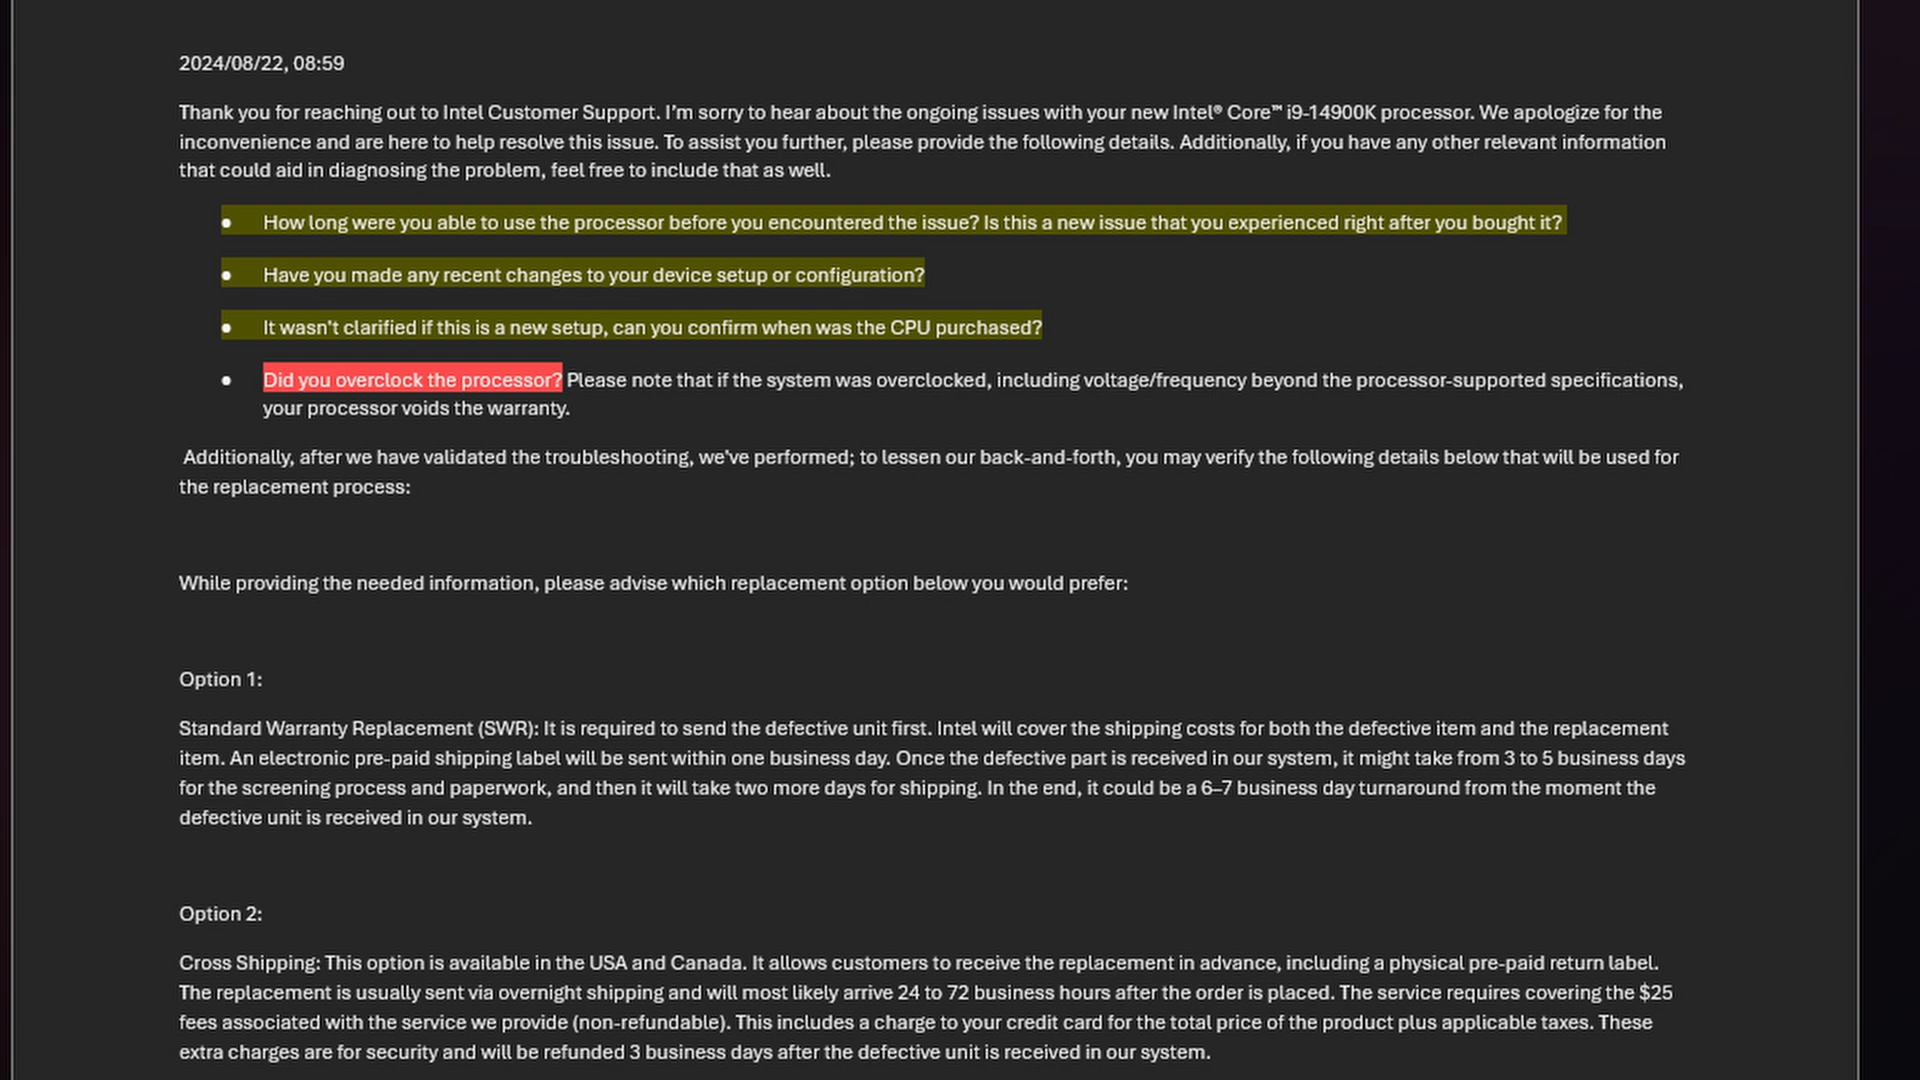 2024/08/22, 08:59
Thank you for reaching out to Intel Customer Support. I'm sorry to hear about the ongoing issues with your new Intel® Core™ i9-14900K processor. We apologize for the
inconvenience and are here to help resolve this issue. To assist you further, please provide the following details. Additionally, if you have any other relevant information
that could aid in diagnosing the problem, feel free to include that as well.
● How long were you able to use the processor before you encountered the issue? Is this a new issue that you experienced right after you bought it?
● Have you made any recent changes to your device setup or configuration?
● It wasn't clarified if this is a new setup, can you confirm when was the CPU purchased?
● Did you overclock the processor? Please note that if the system was overclocked, including voltage/frequency beyond the processor-supported specifications,
your processor voids the warranty.
Additionally, after we have validated the troubleshooting, we've performed; to lessen our back-and-forth, you may verify the following details below that will be used for
the replacement process:
While providing the needed information, please advise which replacement option below you would prefer:
Option 1:
Standard Warranty Replacement (SWR): It is required to send the defective unit first. Intel will cover the shipping costs for both the defective item and the replacement
item. An electronic pre-paid shipping label will be sent within one business day. Once the defective part is received in our system, it might take from 3 to 5 business days
for the screening process and paperwork, and then it will take two more days for shipping. In the end, it could be a 6–7 business day turnaround from the moment the
defective unit is received in our system.
Option 2:
Cross Shipping: This option is available in the USA and Canada. It allows customers to receive the replacement in advance, including a physical pre-paid return label.
The replacement is usually sent via overnight shipping and will most likely arrive 24 to 72 business hours after the order is placed. The service requires covering the $25
fees associated with the service we provide (non-refundable). This includes a charge to your credit card for the total price of the product plus applicable taxes. These
extra charges are for security and will be refunded 3 business days after the defective unit is received in our system.